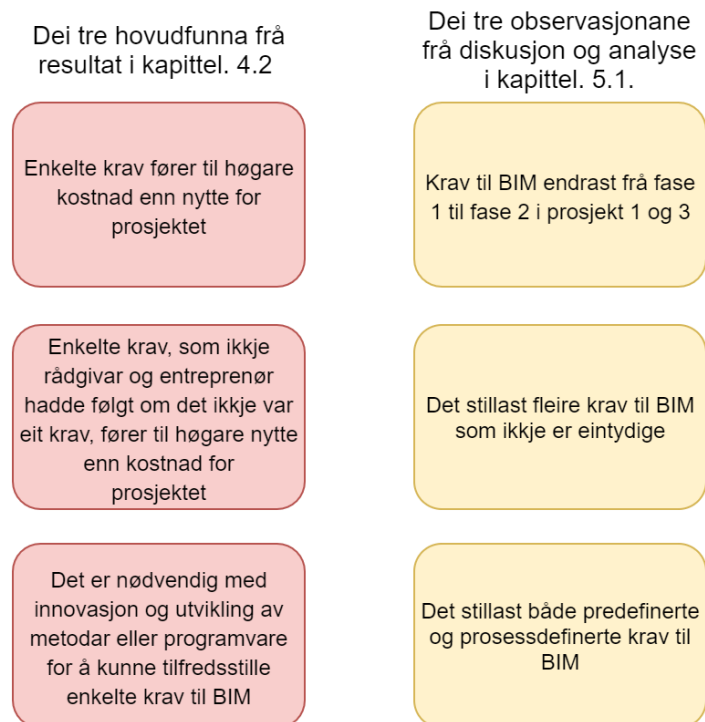 Dei tre hovudfunna frå
resultat i kapittel. 4.2
Enkelte krav fører til høgare
kostnad enn nytte for
prosjektet
Enkelte krav, som ikkje
rådgivar og entreprenør
hadde følgt om det ikkje var
eit krav, fører til høgare nytte
enn kostnad for
prosjektet
Det er nødvendig med
innovasjon og utvikling av
metodar eller programvare
for å kunne tilfredsstille
enkelte krav til BIM
Dei tre observasjonane
frå diskusjon og analyse
i kapittel. 5.1.
Krav til BIM endrast frå fase
1 til fase 2 i prosjekt 1 og 3
Det stillast fleire krav til BIM
som ikkje er eintydige
Det stillast både predefinerte
og prosessdefinerte krav til
BIM